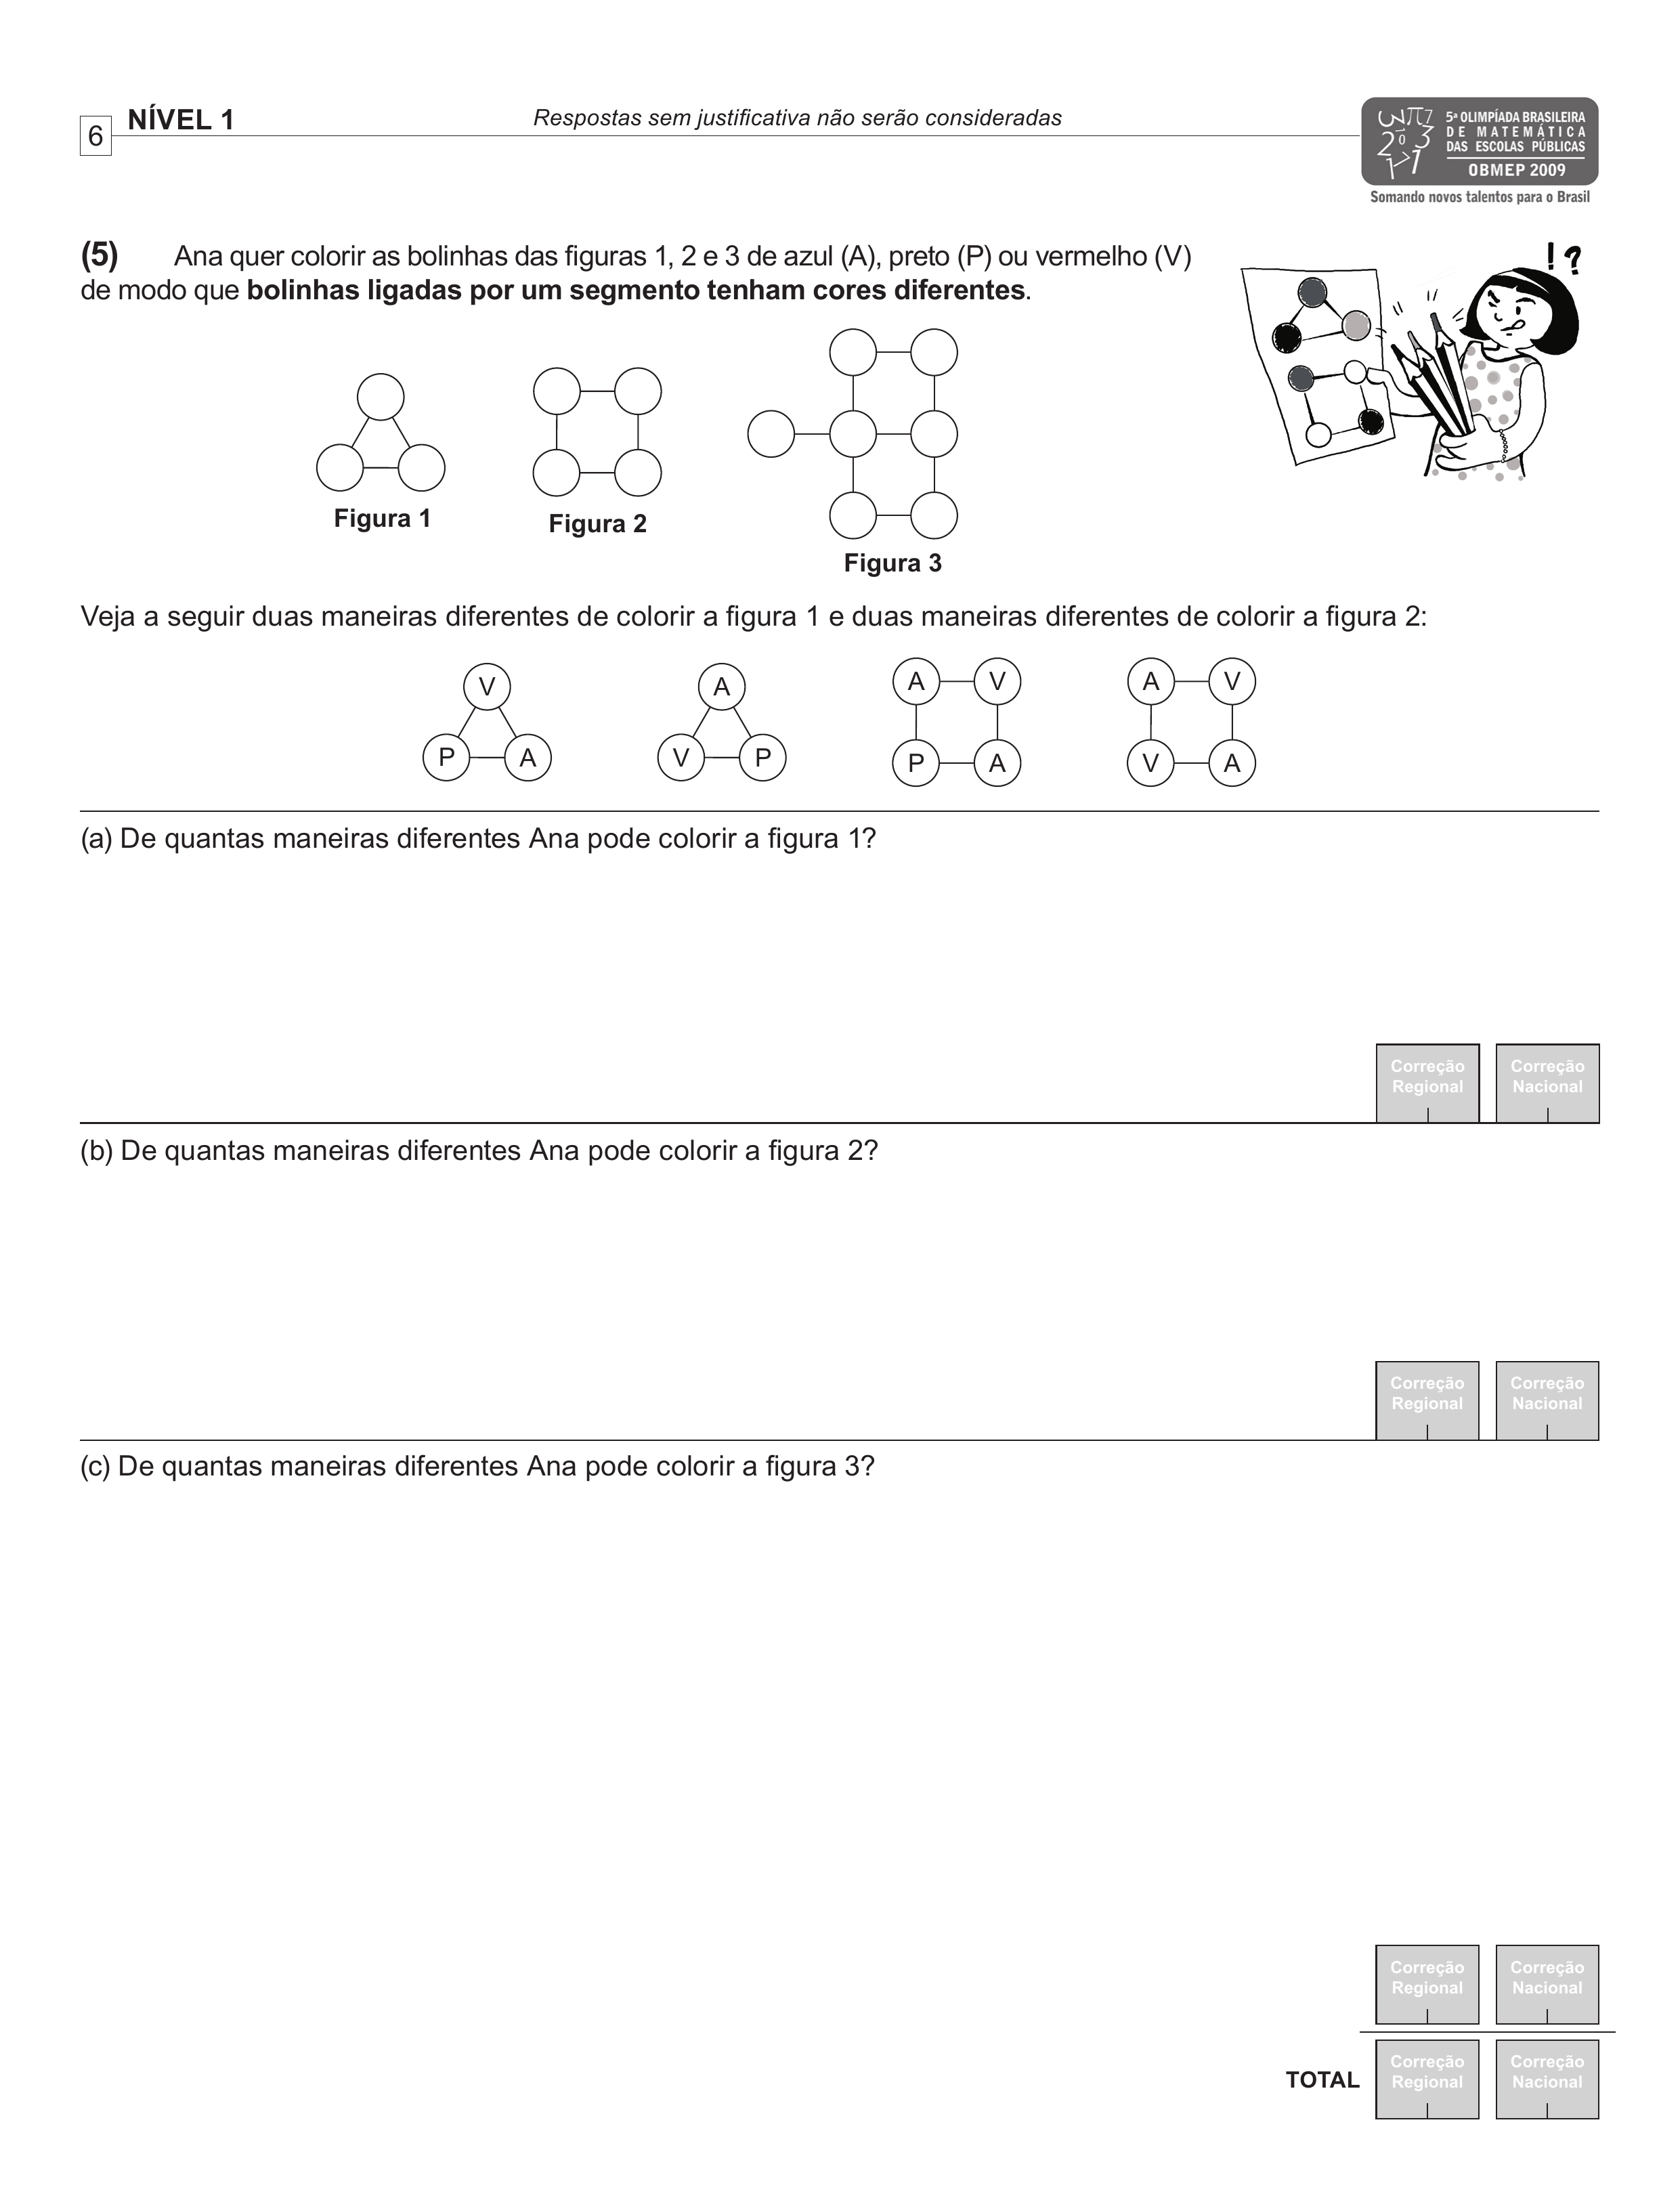 6 NÍVEL 1 Respostas sem justificativa não serão consideradas
5ª OLIMPÍADA BRASILEIRA
DE MATEMÁTICA
DAS ESCOLAS PÚBLICAS
OBMEP 2009
Somando novos talentos para o Brasil
(5) Ana quer colorir as bolinhas das figuras 1, 2 e 3 de azul (A), preto (P) ou vermelho (V)
de modo que bolinhas ligadas por um segmento tenham cores diferentes.
! ?
Figura 1
Figura 2
Figura 3
Veja a seguir duas maneiras diferentes de colorir a figura 1 e duas maneiras diferentes de colorir a figura 2:
V A A V A V
P A V P P A V A
(a) De quantas maneiras diferentes Ana pode colorir a figura 1?
Correção Correção
Regional Nacional
(b) De quantas maneiras diferentes Ana pode colorir a figura 2?
Correção Correção
Regional Nacional
(c) De quantas maneiras diferentes Ana pode colorir a figura 3?
Correção Correção
Regional Nacional
TOTAL
Correção Correção
Regional Nacional